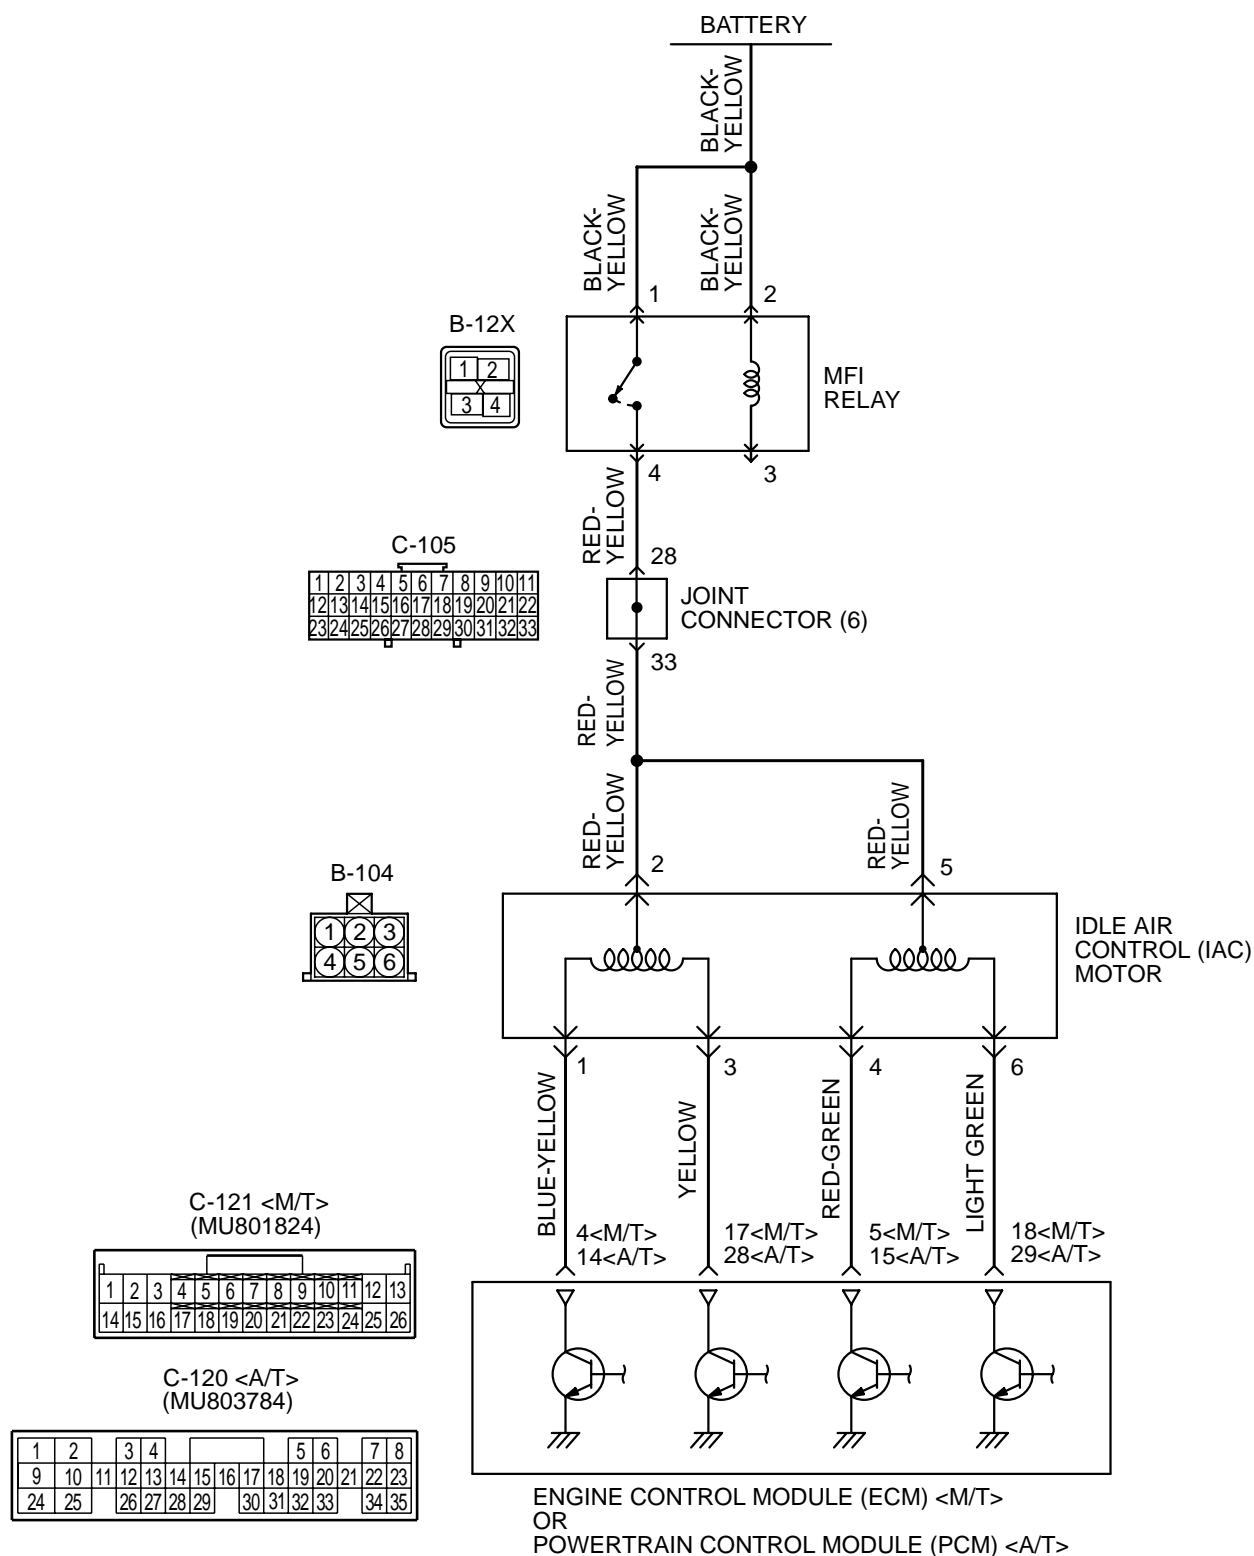 BATTERY
BLACK-
YELLOW
BLACK-
YELLOW
BLACK-
YELLOW
1
2
B-12X
1 2
3 4
MFI
RELAY
4
3
RED-
YELLOW
28
C-105
1 2 3 4 5 6 7 8 9 10 11
12 13 14 15 16 17 18 19 20 21 22
23 24 25 26 27 28 29 30 31 32 33
JOINT
CONNECTOR (6)
33
RED-
YELLOW
RED-
YELLOW
RED-
YELLOW
2
5
B-104
1 2 3
4 5 6
IDLE AIR
CONTROL (IAC)
MOTOR
1
3
4
6
BLUE-YELLOW
YELLOW
RED-GREEN
LIGHT GREEN
4<M/T>
14<A/T>
17<M/T>
28<A/T>
5<M/T>
15<A/T>
18<M/T>
29<A/T>
C-121 <M/T>
(MU801824)
1 2 3 4 5 6 7 8 9 10 11 12 13
14 15 16 17 18 19 20 21 22 23 24 25 26
C-120 <A/T>
(MU803784)
1 2 3 4 5 6 7 8
9 10 11 12 13 14 15 16 17 18 19 20 21 22 23
24 25 26 27 28 29 30 31 32 33 34 35
ENGINE CONTROL MODULE (ECM) <M/T>
OR
POWERTRAIN CONTROL MODULE (PCM) <A/T>